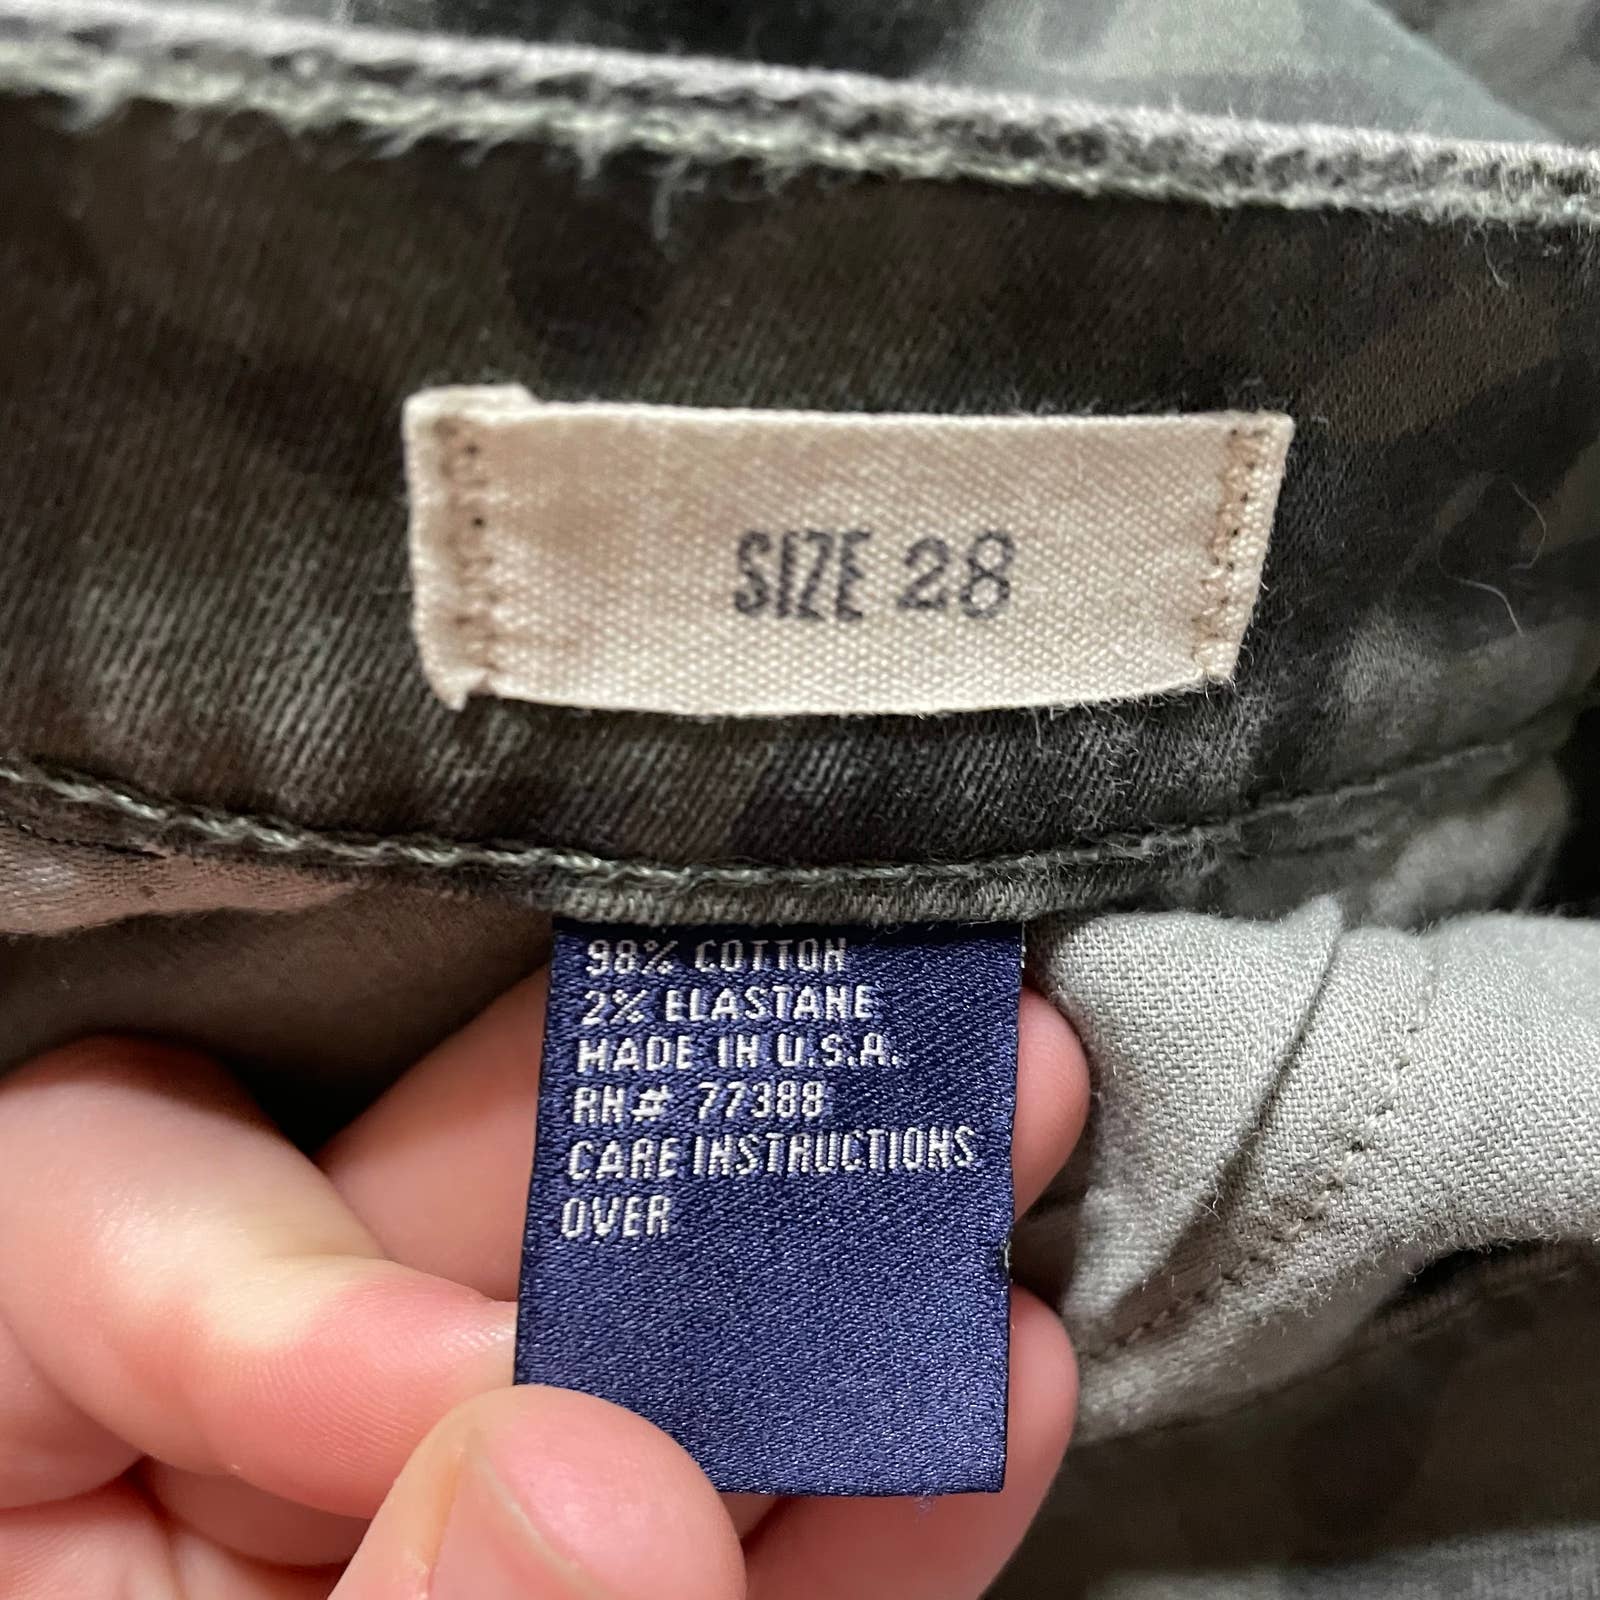 SIZE 28
98% COTTON
2% ELASTANE
MADE IN U.S.A.
RN# 77388
CARE INSTRUCTIONS
OVER